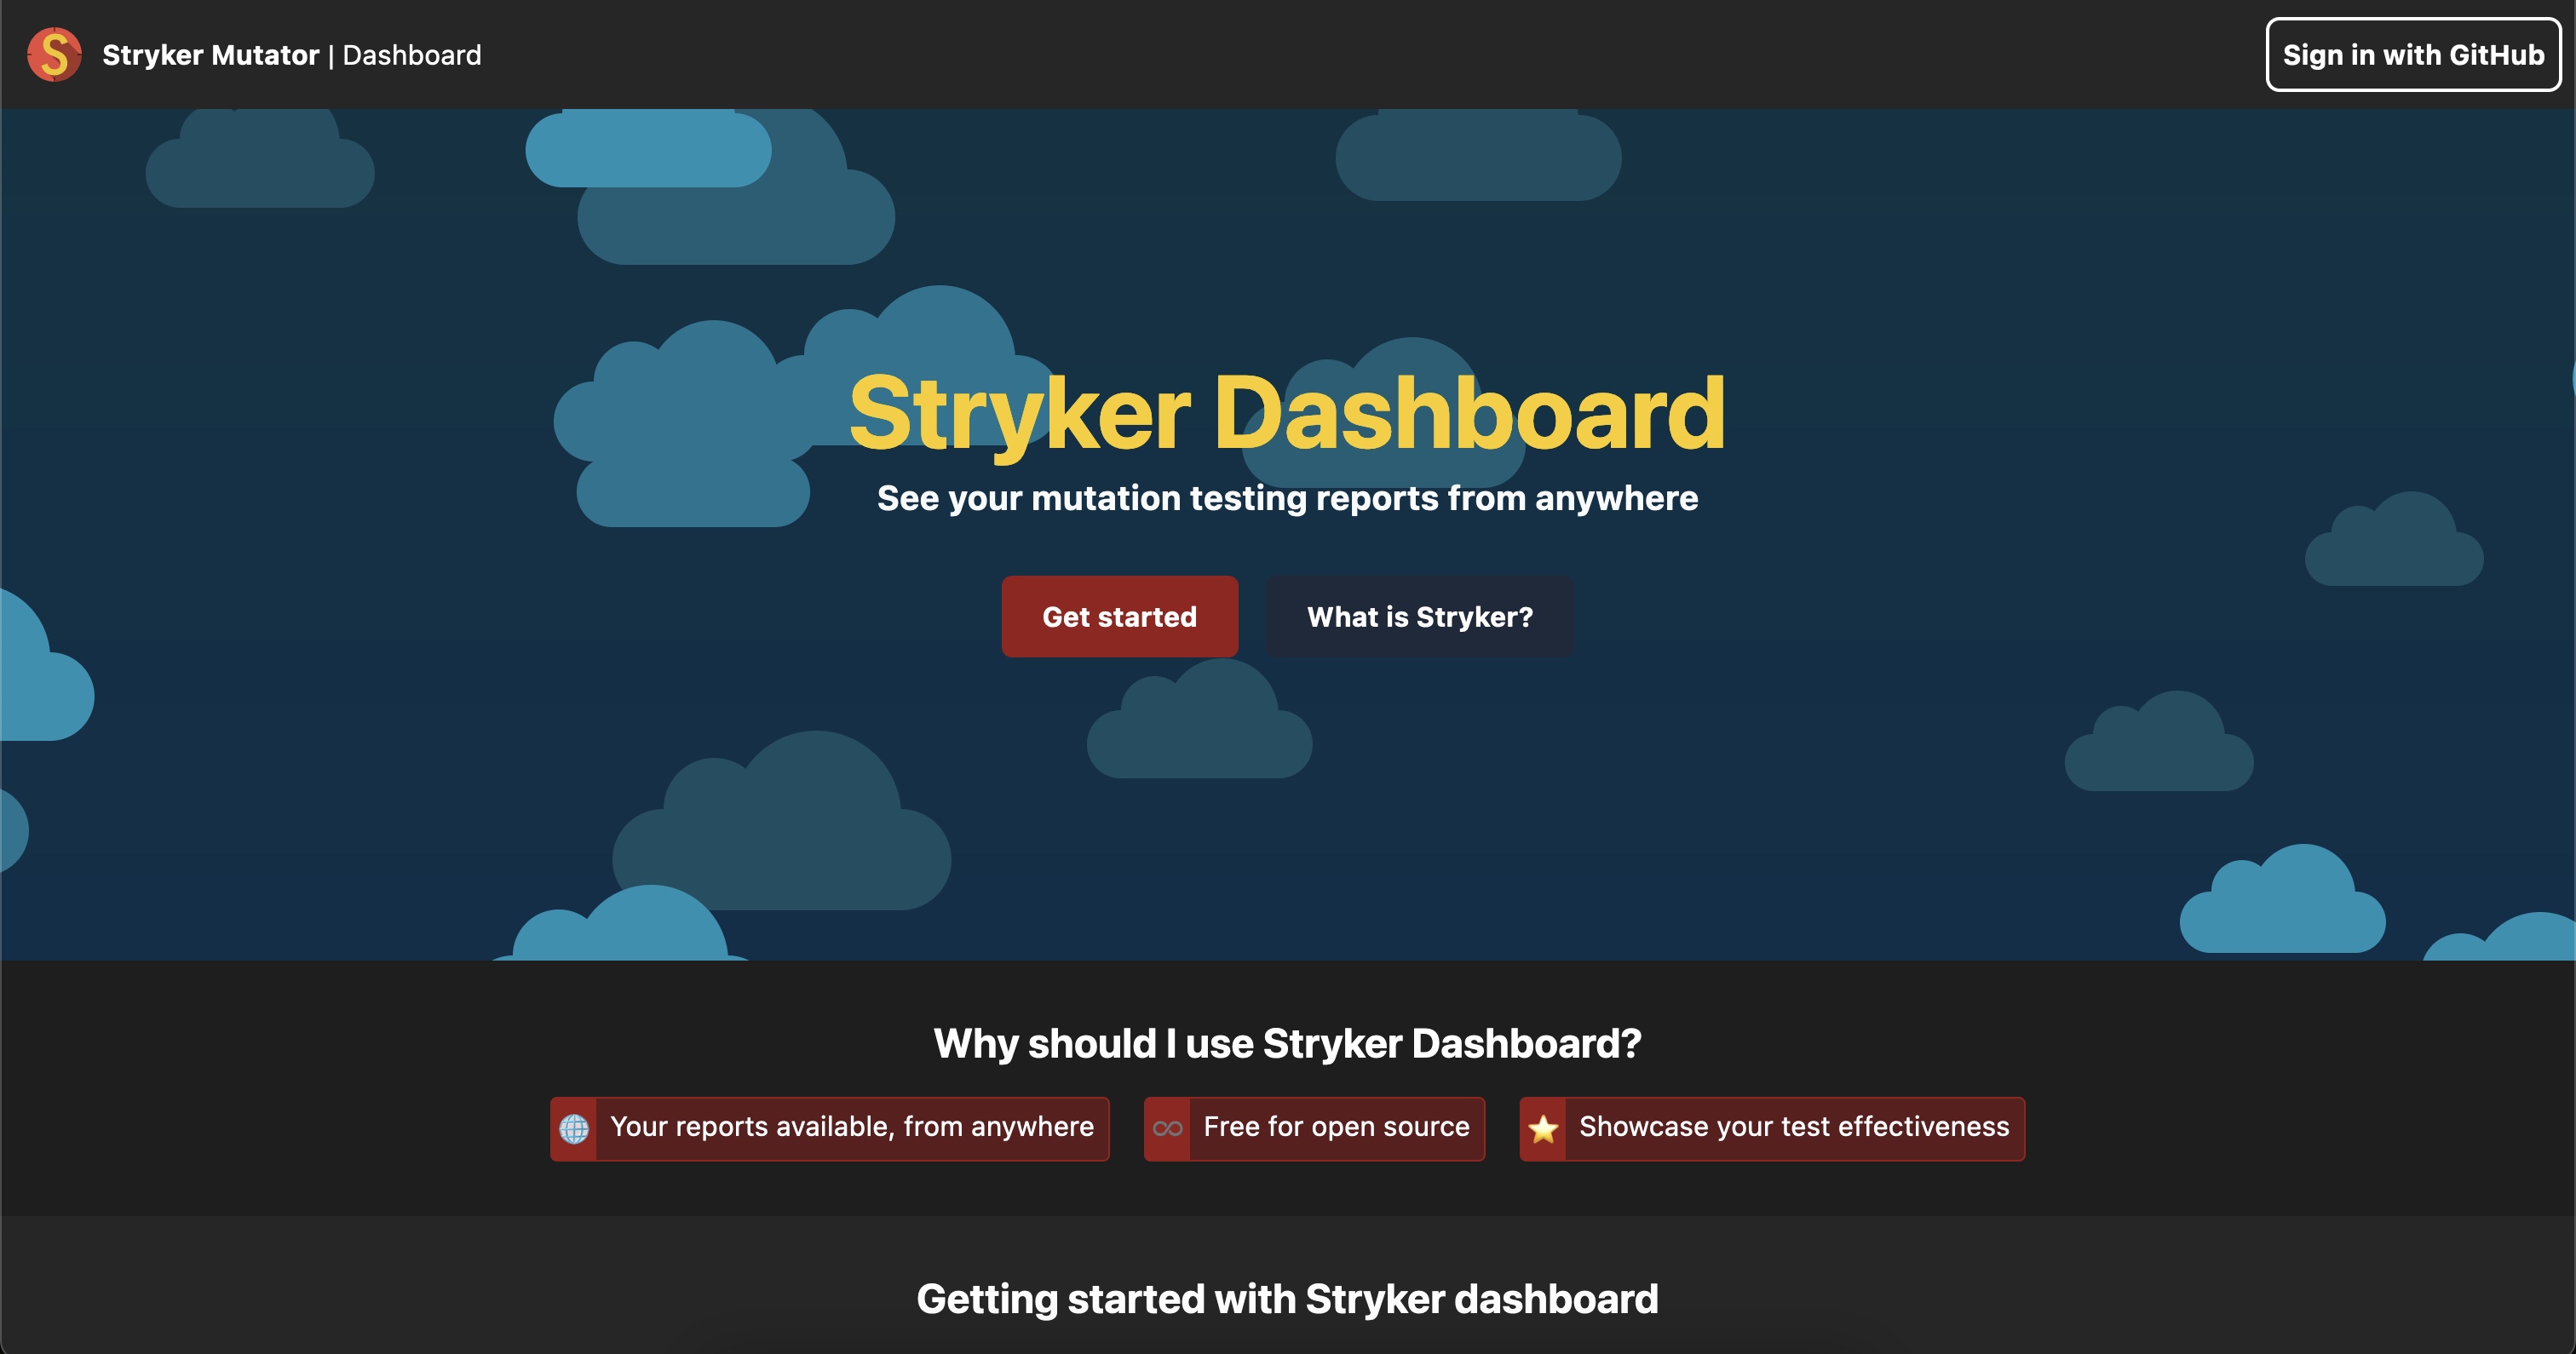 Stryker Mutator | Dashboard
Sign in with GitHub
Stryker Dashboard
See your mutation testing reports from anywhere
Get started
What is Stryker?
Why should I use Stryker Dashboard?
🌐 Your reports available, from anywhere
∞ Free for open source
⭐ Showcase your test effectiveness
Getting started with Stryker dashboard